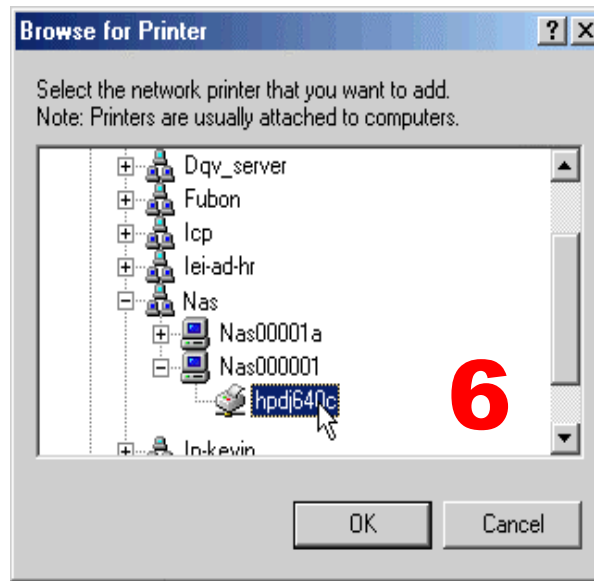 Browse for Printer
Select the network printer that you want to add.
Note: Printers are usually attached to computers.
Dqv_server
Fubon
Icp
Iei-ad-hr
Nas
Nas00001a
Nas000001
hpdj640c
6
OK Cancel